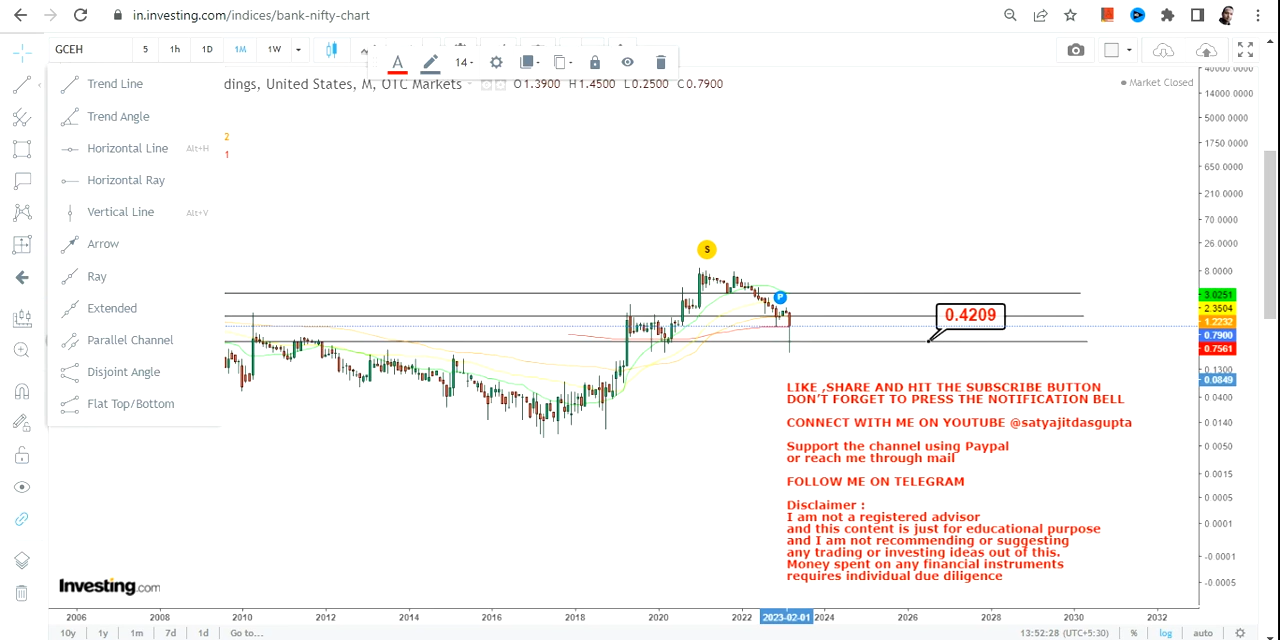 in.investing.com/indices/bank-nifty-chart
GCEH 5 1h 1D 1M 1W
A 14
dings, United States, M, OTC Markets O1.3900 H1.4500 L0.2500 C0.7900
Market Closed
2
1
Trend Line
Trend Angle
Horizontal Line Alt+H
Horizontal Ray
Vertical Line Alt+V
Arrow
Ray
Extended
Parallel Channel
Disjoint Angle
Flat Top/Bottom
S
P
0.4209
40000.0000
14000.0000
5000.0000
1750.0000
650.0000
210.0000
70.0000
26.0000
8.0000
3.0251
2.3504
1.2232
0.7900
0.7561
0.1300
0.0849
0.0400
0.0140
0.0050
0.0015
0.0005
0.0001
-0.0001
-0.0005
LIKE ,SHARE AND HIT THE SUBSCRIBE BUTTON
DON'T FORGET TO PRESS THE NOTIFICATION BELL
CONNECT WITH ME ON YOUTUBE @satyajitdasgupta
Support the channel using Paypal
or reach me through mail
FOLLOW ME ON TELEGRAM
Disclaimer :
I am not a registered advisor
and this content is just for educational purpose
and I am not recommending or suggesting
any trading or investing ideas out of this.
Money spent on any financial instruments
requires individual due diligence
Investing.com
2006 2008 2010 2012 2014 2016 2018 2020 2022 2023-02-01 2024 2026 2028 2030 2032
10y 1y 1m 7d 1d Go to... 13:52:28 (UTC+5:30) % log auto